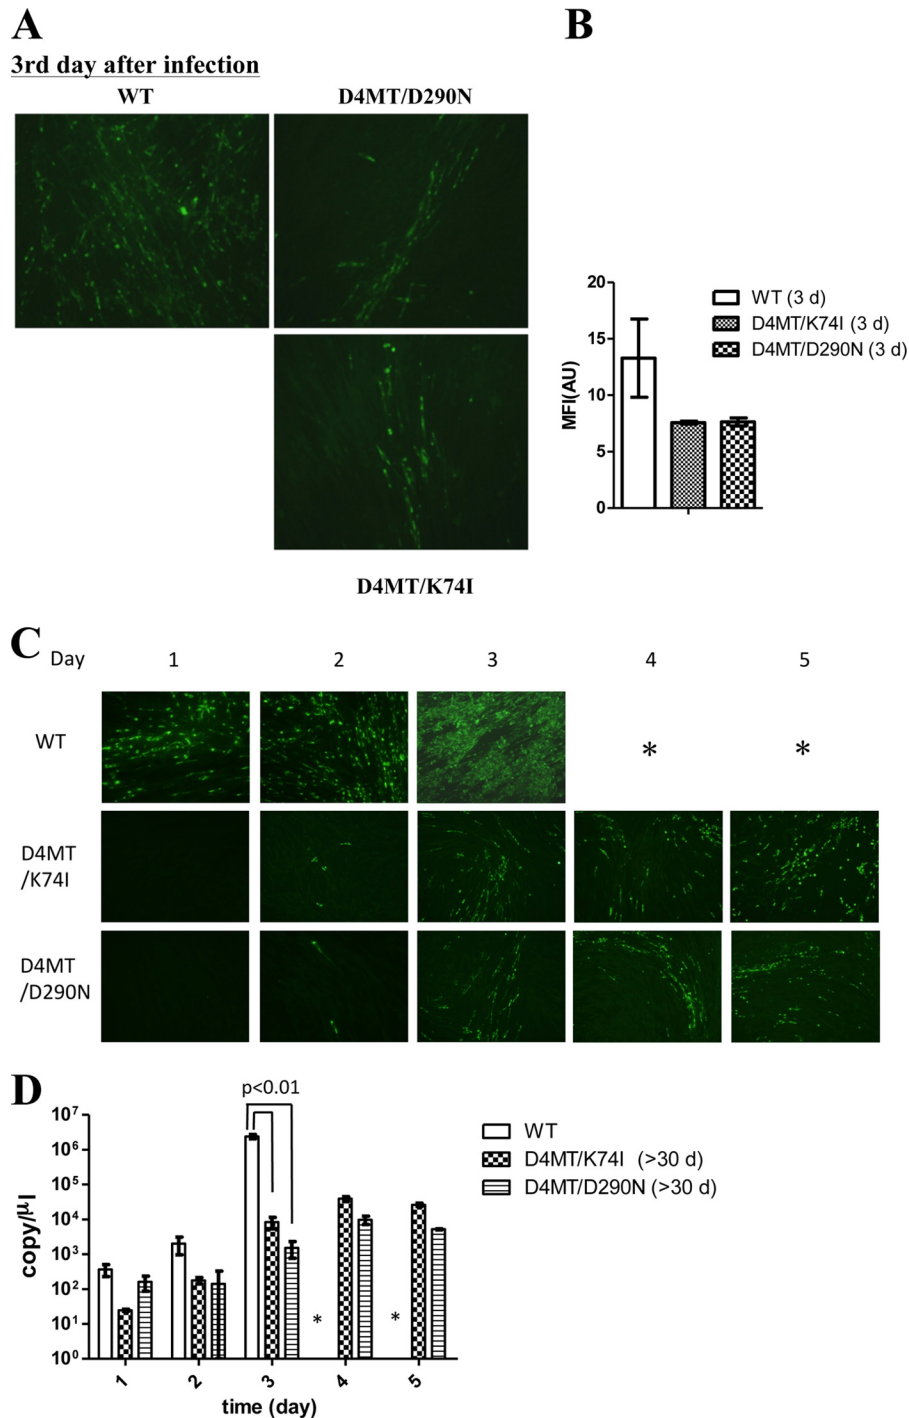 A
B
3rd day after infection
WT
D4MT/D290N
D4MT/K74I
20
15
10
5
0
MFI(AU)
WT (3 d)
D4MT/K74I (3 d)
D4MT/D290N (3 d)
C
Day 1 2 3 4 5
WT
*
*
D4MT
/K74I
D4MT
/D290N
D
p<0.01
10⁷
10⁶
10⁵
10⁴
10³
10²
10¹
10⁰
copy/µl
*
*
1 2 3 4 5
time (day)
WT
D4MT/K74I (>30 d)
D4MT/D290N (>30 d)